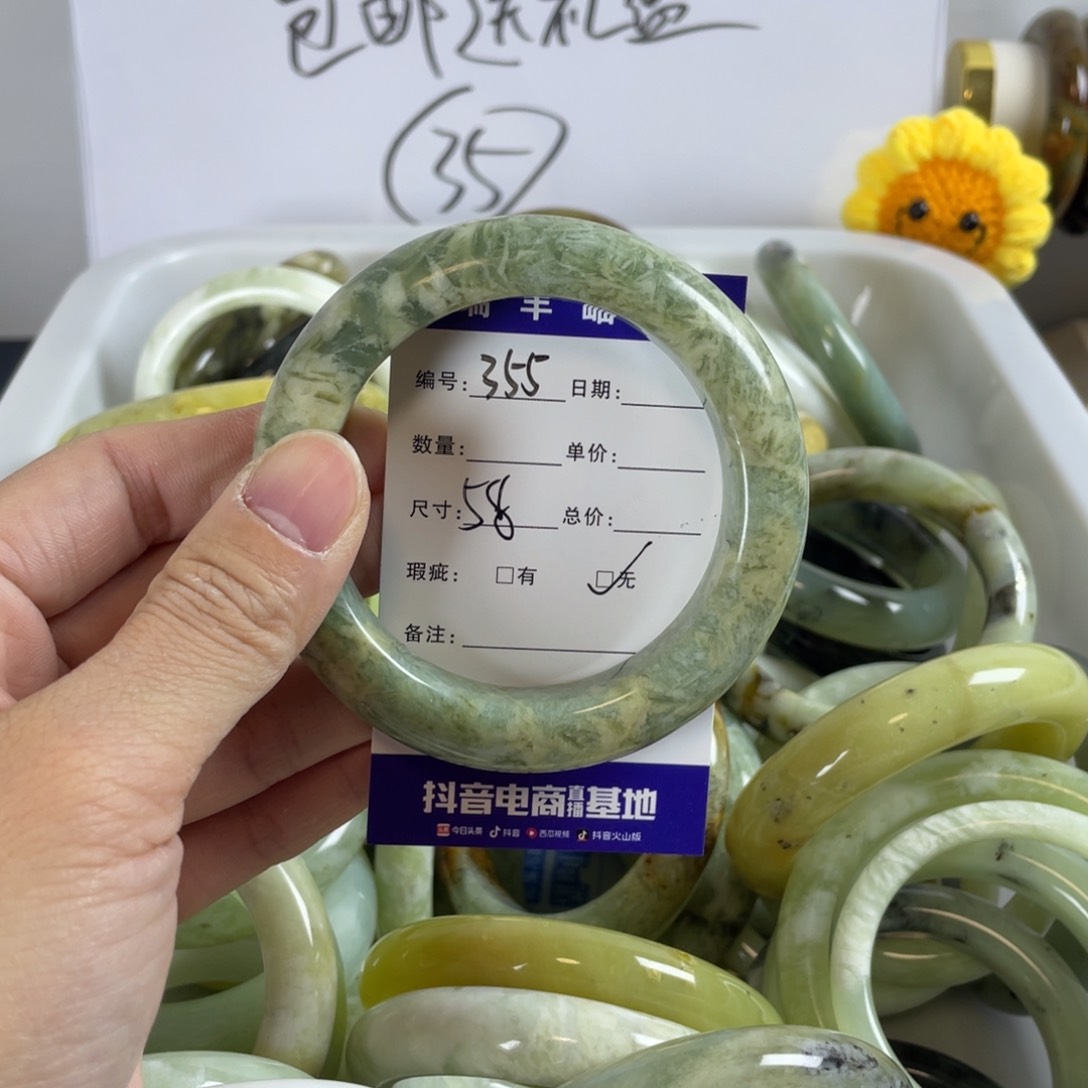 包邮送礼盒
(35)
编号: 355 日期:
数量: 单价:
尺寸: 58 总价:
瑕疵: □有 ☑无
备注:
抖音电商直播基地
今日头条 抖音 西瓜视频 抖音火山版